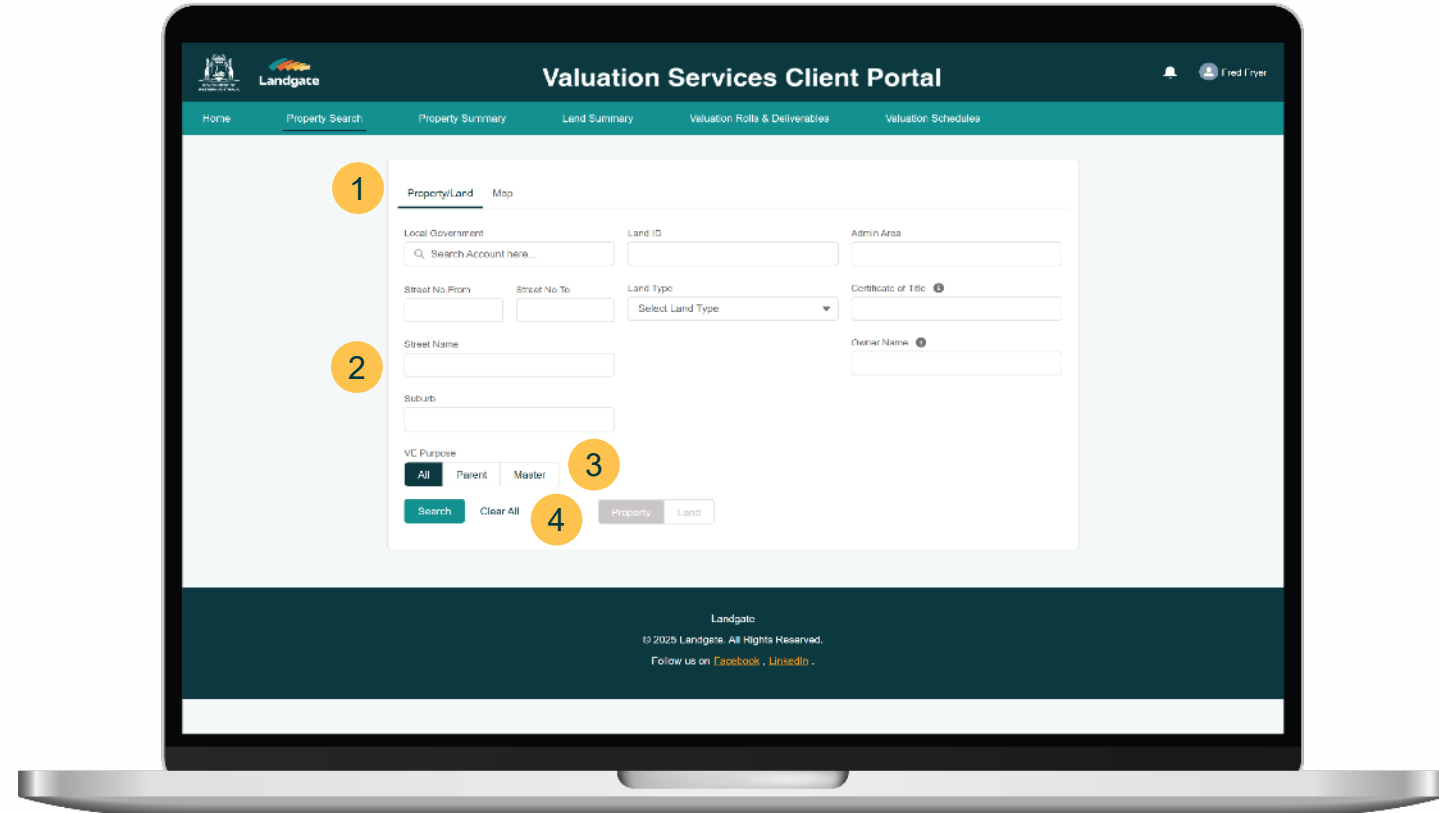 Landgate
Valuation Services Client Portal
Fred Fryer
Home Property Search Property Summary Land Summary Valuation Rolls & Deliverables Valuation Schedules
1
Property/Land Map
Local Government Land ID Admin Area
Search Account here...
Street No.From Street No.To Land Type Certificate of Title
Select Land Type
2
Street Name Owner Name
Suburb
VE Purpose
3
All Parent Master
4
Search Clear All Property Land
Landgate
© 2025 Landgate. All Rights Reserved.
Follow us on Facebook , LinkedIn .